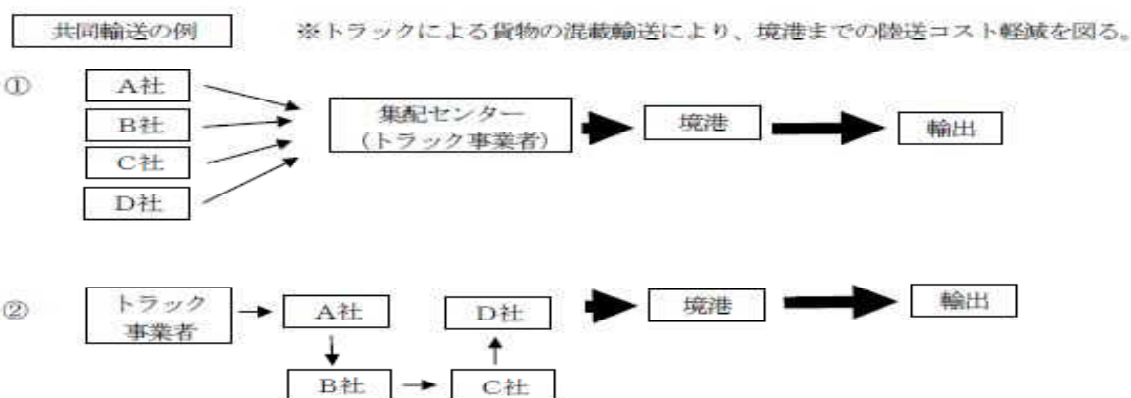 共同輸送の例
※トラックによる貨物の混載輸送により、境港までの陸送コスト軽減を図る。
①
A社
B社
C社
D社
集配センター
(トラック事業者)
境港
輸出
②
トラック
事業者
A社
B社
C社
D社
境港
輸出